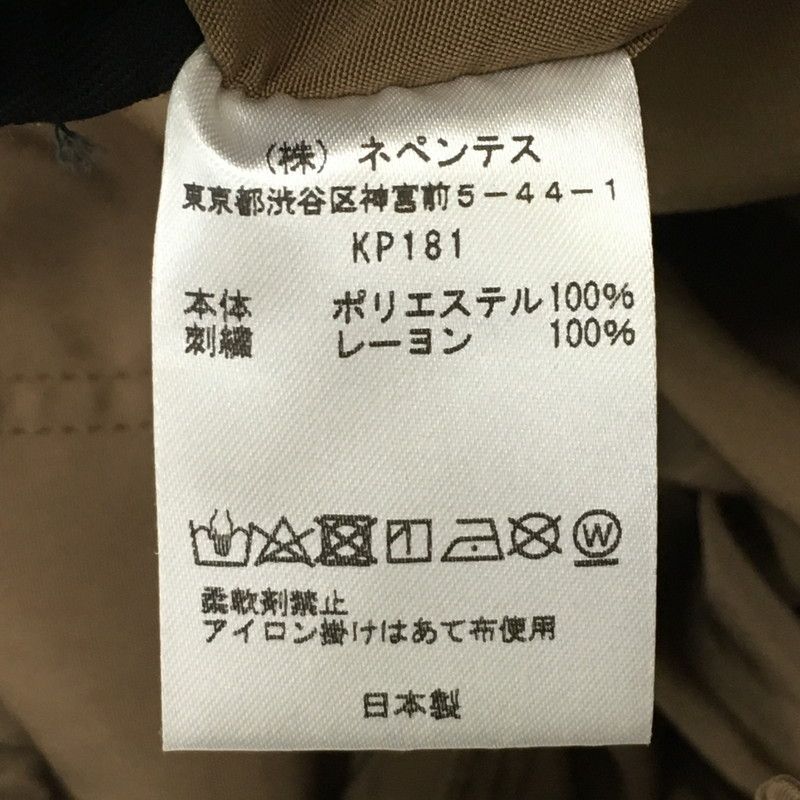 (株) ネペンテス
東京都渋谷区神宮前5-44-1
KP181
本体 ポリエステル100%
刺繍 レーヨン 100%
W
柔軟剤禁止
アイロン掛けはあて布使用
日本製